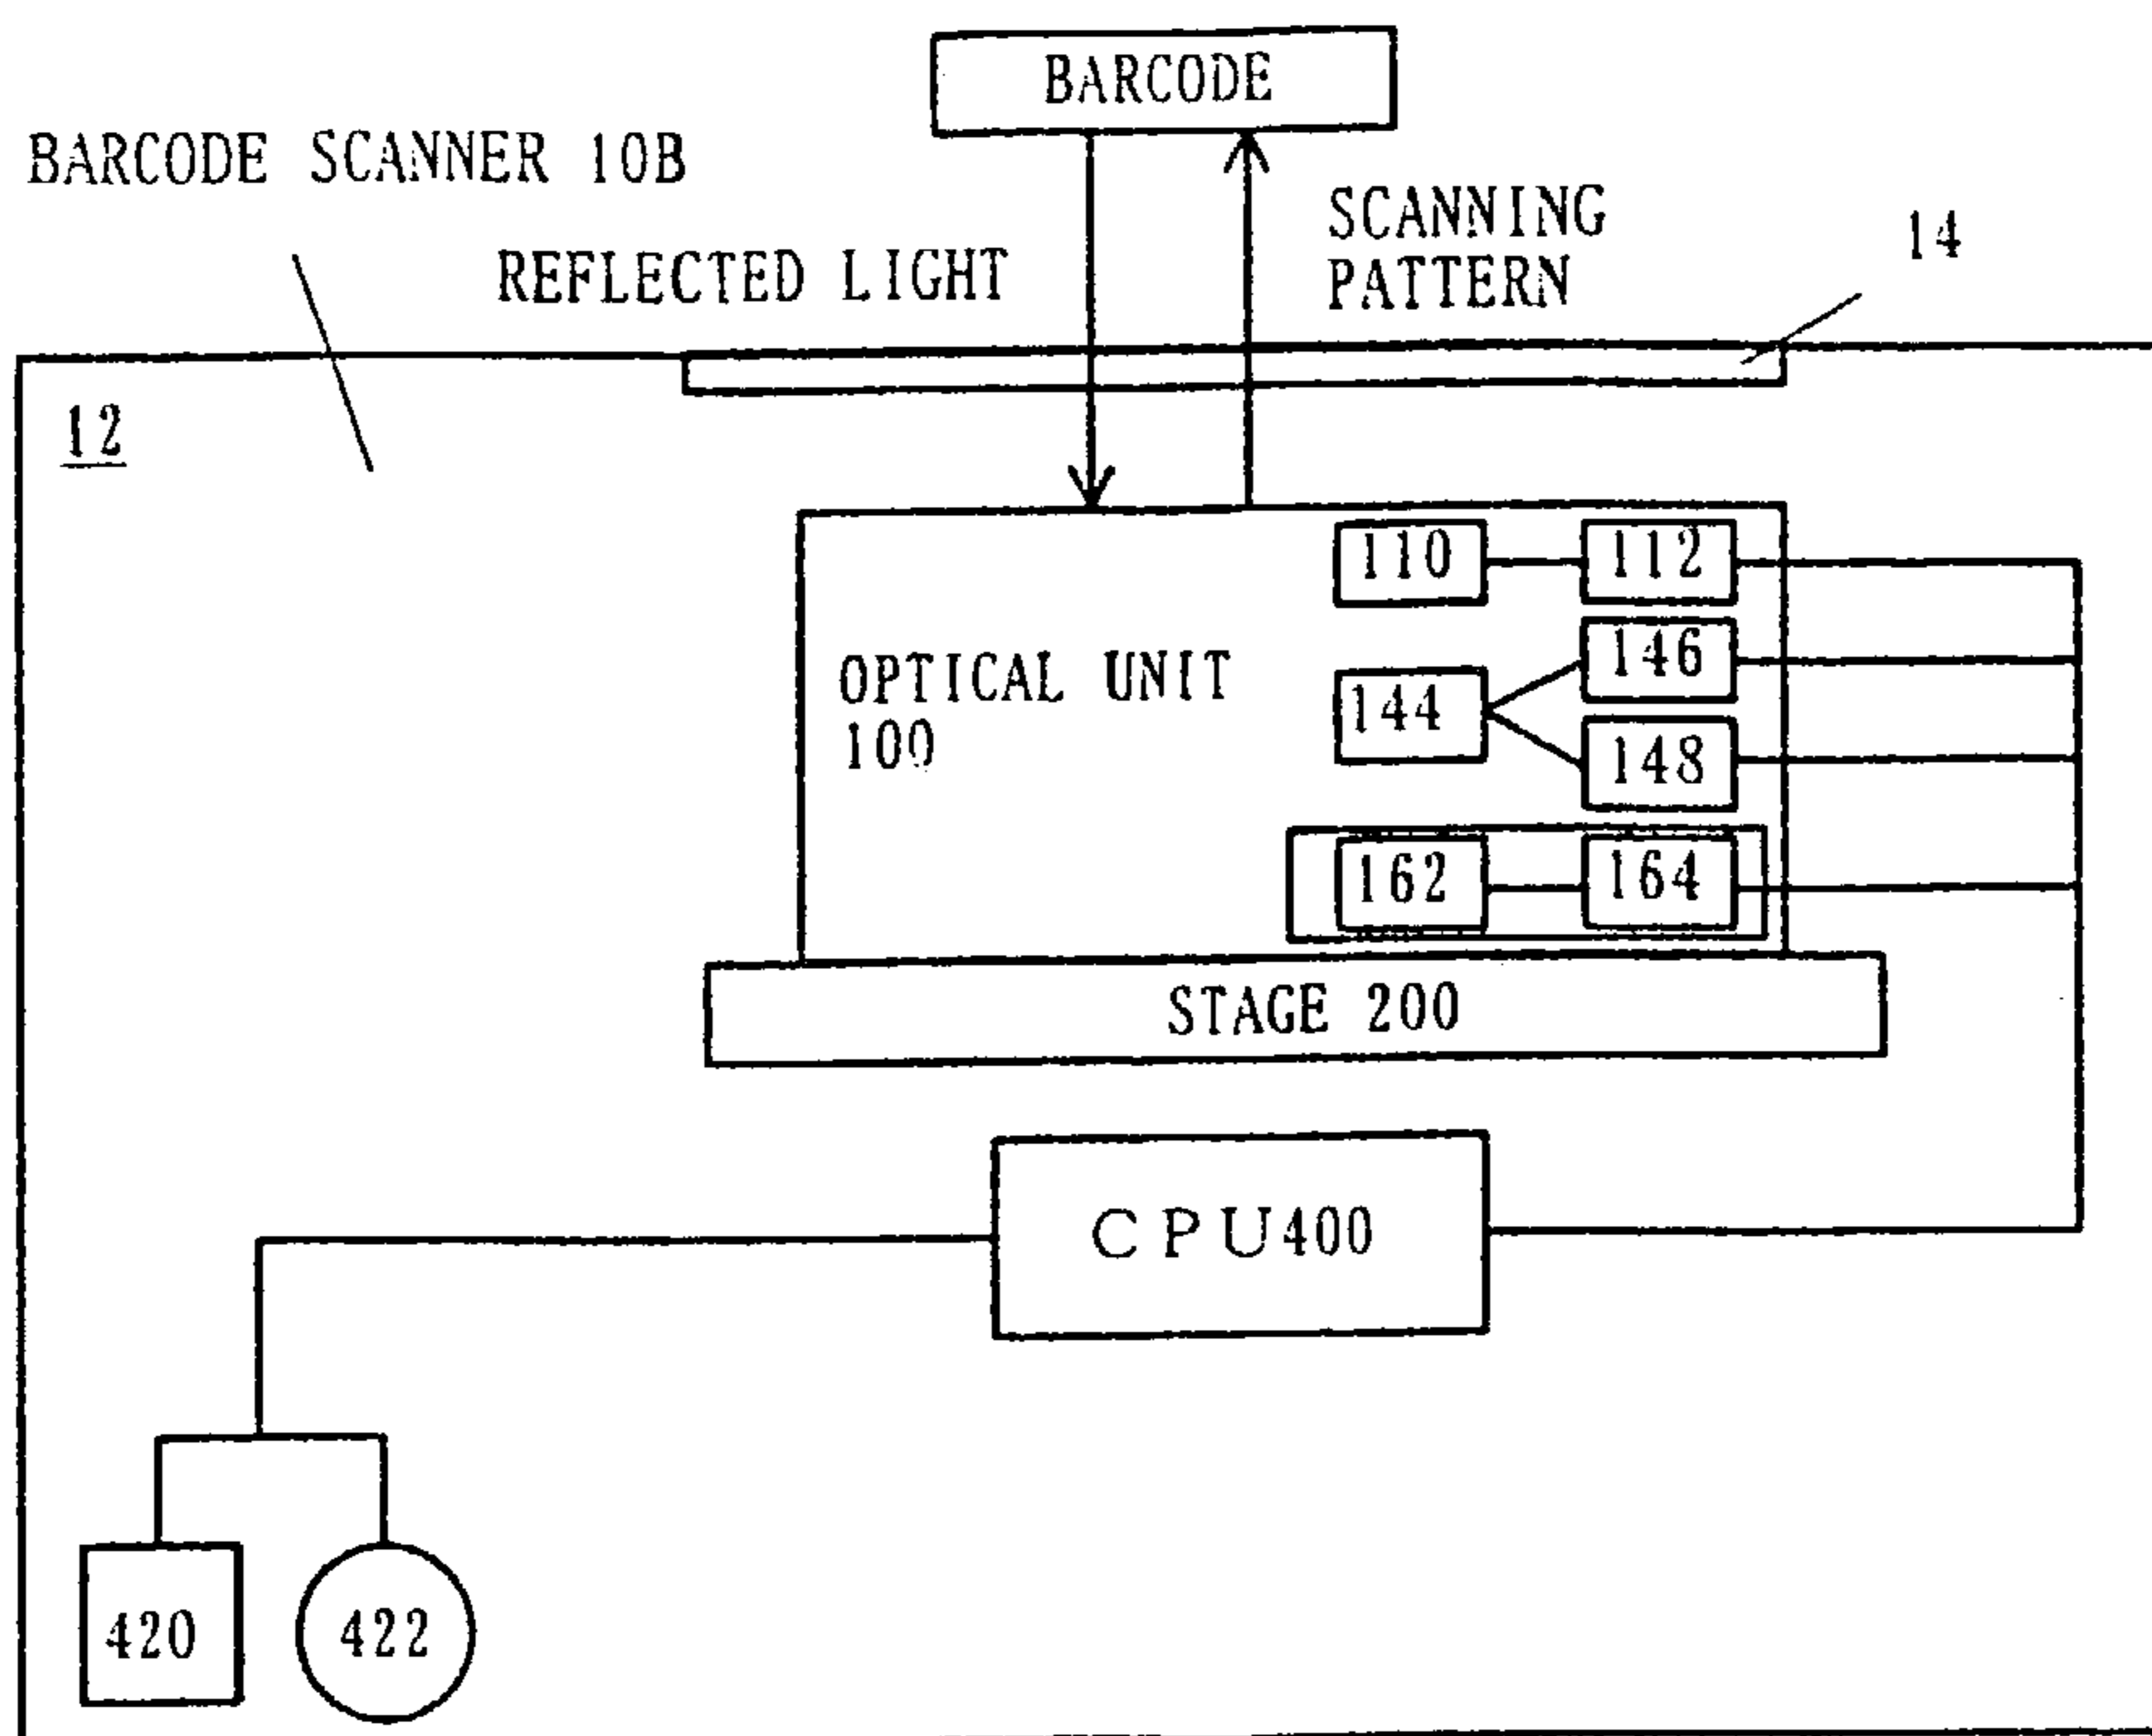 BARCODE
BARCODE SCANNER 10B
SCANNING
PATTERN
14
REFLECTED LIGHT
12
110
112
146
OPTICAL UNIT
100
144
148
162
164
STAGE 200
CPU400
420
422